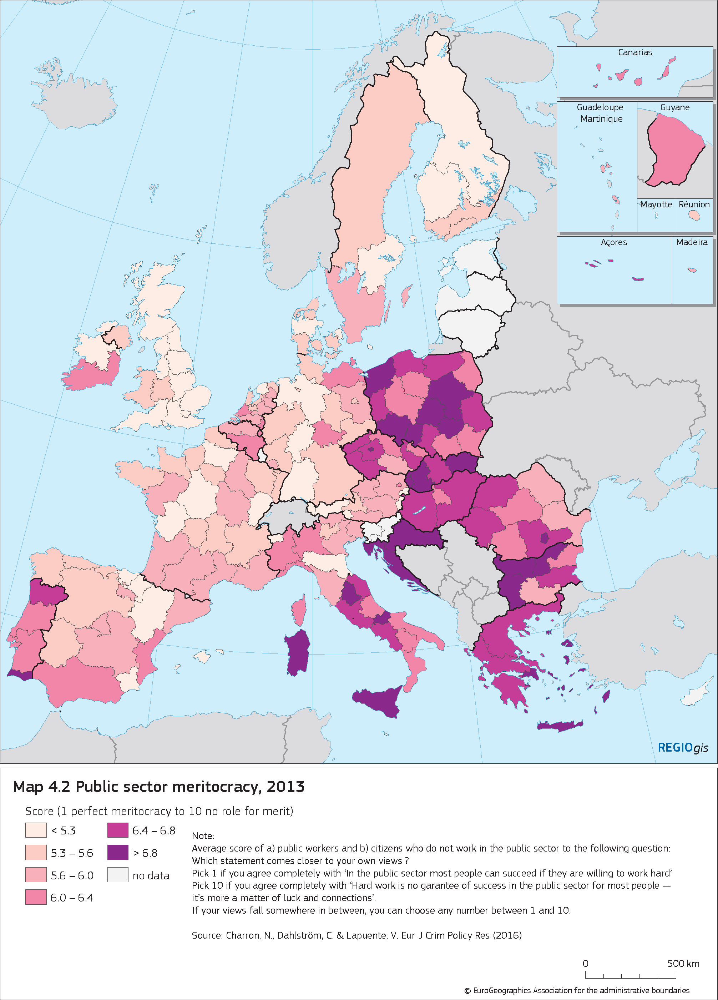 Canarias
Guadeloupe
Martinique
Guyane
Mayotte
Réunion
Açores
Madeira
REGIOgis
Map 4.2 Public sector meritocracy, 2013
Score (1 perfect meritocracy to 10 no role for merit)
< 5.3
5.3 – 5.6
5.6 – 6.0
6.0 – 6.4
6.4 – 6.8
> 6.8
no data
Note:
Average score of a) public workers and b) citizens who do not work in the public sector to the following question:
Which statement comes closer to your own views ?
Pick 1 if you agree completely with ‘In the public sector most people can succeed if they are willing to work hard’
Pick 10 if you agree completely with ‘Hard work is no garantee of success in the public sector for most people —
it’s more a matter of luck and connections’.
If your views fall somewhere in between, you can choose any number between 1 and 10.
Source: Charron, N., Dahlström, C. & Lapuente, V. Eur J Crim Policy Res (2016)
0 500 km
© EuroGeographics Association for the administrative boundaries